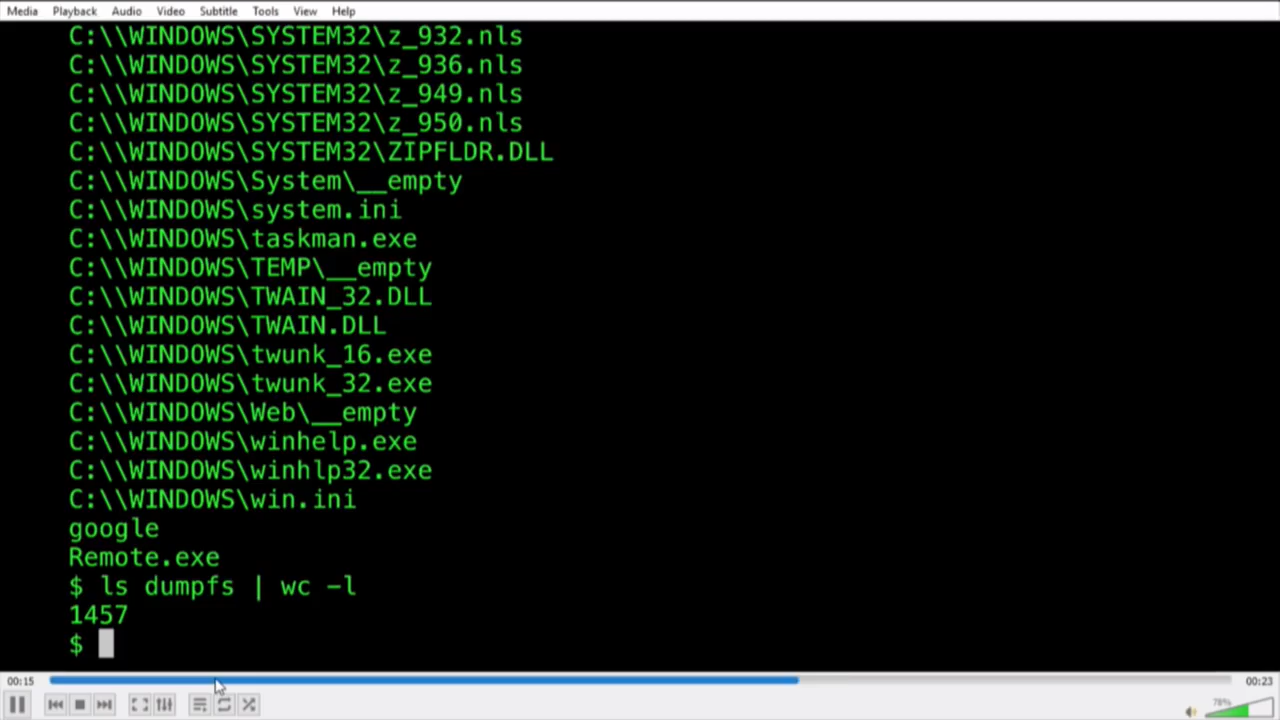 Media Playback Audio Video Subtitle Tools View Help
C:\\WINDOWS\SYSTEM32\z_932.nls
C:\\WINDOWS\SYSTEM32\z_936.nls
C:\\WINDOWS\SYSTEM32\z_949.nls
C:\\WINDOWS\SYSTEM32\z_950.nls
C:\\WINDOWS\SYSTEM32\ZIPFLDR.DLL
C:\\WINDOWS\System\__empty
C:\\WINDOWS\system.ini
C:\\WINDOWS\taskman.exe
C:\\WINDOWS\TEMP\__empty
C:\\WINDOWS\TWAIN_32.DLL
C:\\WINDOWS\TWAIN.DLL
C:\\WINDOWS\twunk_16.exe
C:\\WINDOWS\twunk_32.exe
C:\\WINDOWS\Web\__empty
C:\\WINDOWS\winhelp.exe
C:\\WINDOWS\winhlp32.exe
C:\\WINDOWS\win.ini
google
Remote.exe
$ ls dumpfs | wc -l
1457
$
00:15 00:23
78%